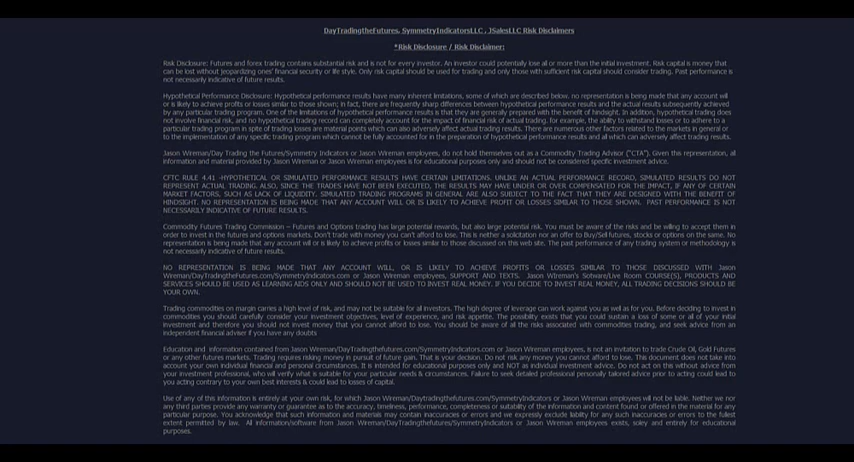 DayTradingtheFutures, SymmetryIndicatorsLLC , JSalesLLC Risk Disclaimers
*Risk Disclosure / Risk Disclaimer:
Risk Disclosure: Futures and forex trading contains substantial risk and is not for every investor. An investor could potentially lose all or more than the initial investment. Risk capital is money that
can be lost without jeopardizing ones' financial security or life style. Only risk capital should be used for trading and only those with sufficient risk capital should consider trading. Past performance is
not necessarily indicative of future results.
Hypothetical Performance Disclosure: Hypothetical performance results have many inherent limitations, some of which are described below. no representation is being made that any account will
or is likely to achieve profits or losses similar to those shown; in fact, there are frequently sharp differences between hypothetical performance results and the actual results subsequently achieved
by any particular trading program. One of the limitations of hypothetical performance results is that they are generally prepared with the benefit of hindsight. In addition, hypothetical trading does
not involve financial risk, and no hypothetical trading record can completely account for the impact of financial risk of actual trading. for example, the ability to withstand losses or to adhere to a
particular trading program in spite of trading losses are material points which can also adversely affect actual trading results. There are numerous other factors related to the markets in general or
to the implementation of any specific trading program which cannot be fully accounted for in the preparation of hypothetical performance results and all which can adversely affect trading results.
Jason Wireman/Day Trading the Futures/Symmetry Indicators or Jason Wireman employees, do not hold themselves out as a Commodity Trading Advisor ("CTA"). Given this representation, all
information and material provided by Jason Wireman or Jason Wireman employees is for educational purposes only and should not be considered specific investment advice.
CFTC RULE 4.41 -HYPOTHETICAL OR SIMULATED PERFORMANCE RESULTS HAVE CERTAIN LIMITATIONS. UNLIKE AN ACTUAL PERFORMANCE RECORD, SIMULATED RESULTS DO NOT
REPRESENT ACTUAL TRADING. ALSO, SINCE THE TRADES HAVE NOT BEEN EXECUTED, THE RESULTS MAY HAVE UNDER OR OVER COMPENSATED FOR THE IMPACT, IF ANY OF CERTAIN
MARKET FACTORS, SUCH AS LACK OF LIQUIDITY. SIMULATED TRADING PROGRAMS IN GENERAL ARE ALSO SUBJECT TO THE FACT THAT THEY ARE DESIGNED WITH THE BENEFIT OF
HINDSIGHT. NO REPRESENTATION IS BEING MADE THAT ANY ACCOUNT WILL OR IS LIKELY TO ACHIEVE PROFIT OR LOSSES SIMILAR TO THOSE SHOWN. PAST PERFORMANCE IS NOT
NECESSARILY INDICATIVE OF FUTURE RESULTS.
Commodity Futures Trading Commission – Futures and Options trading has large potential rewards, but also large potential risk. You must be aware of the risks and be willing to accept them in
order to invest in the futures and options markets. Don't trade with money you can't afford to lose. This is neither a solicitation nor an offer to Buy/Sell futures, stocks or options on the same. No
representation is being made that any account will or is likely to achieve profits or losses similar to those discussed on this web site. The past performance of any trading system or methodology is
not necessarily indicative of future results.
NO REPRESENTATION IS BEING MADE THAT ANY ACCOUNT WILL, OR IS LIKELY TO ACHIEVE PROFITS OR LOSSES SIMILAR TO THOSE DISCUSSED WITH Jason
Wireman/DayTradingthefutures.com/SymmetryIndicators.com or Jason Wireman employees, SUPPORT AND TEXTS. Jason Wireman's Sotware/Live Room COURSE(S), PRODUCTS AND
SERVICES SHOULD BE USED AS LEARNING AIDS ONLY AND SHOULD NOT BE USED TO INVEST REAL MONEY. IF YOU DECIDE TO INVEST REAL MONEY, ALL TRADING DECISIONS SHOULD BE
YOUR OWN.
Trading commodities on margin carries a high level of risk, and may not be suitable for all investors. The high degree of leverage can work against you as well as for you. Before deciding to invest in
commodities you should carefully consider your investment objectives, level of experience, and risk appetite. The possibility exists that you could sustain a loss of some or all of your initial
investment and therefore you should not invest money that you cannot afford to lose. You should be aware of all the risks associated with commodities trading, and seek advice from an
independent financial adviser if you have any doubts
Education and information contained from Jason Wireman/DayTradingthefutures.com/SymmetryIndicators.com or Jason Wireman employees, is not an invitation to trade Crude Oil, Gold Futures
or any other futures markets. Trading requires risking money in pursuit of future gain. That is your decision. Do not risk any money you cannot afford to lose. This document does not take into
account your own individual financial and personal circumstances. It is intended for educational purposes only and NOT as individual investment advice. Do not act on this without advice from
your investment professional, who will verify what is suitable for your particular needs & circumstances. Failure to seek detailed professional personally tailored advice prior to acting could lead to
you acting contrary to your own best interests & could lead to losses of capital.
Use of any of this information is entirely at your own risk, for which Jason Wireman/Daytradingthefutures.com/SymmetryIndicators or Jason Wireman employees will not be liable. Neither we nor
any third parties provide any warranty or guarantee as to the accuracy, timeliness, performance, completeness or suitability of the information and content found or offered in the material for any
particular purpose. You acknowledge that such information and materials may contain inaccuracies or errors and we expressly exclude liability for any such inaccuracies or errors to the fullest
extent permitted by law. All information/software from Jason Wireman/DayTradingthefutures/SymmetryIndicators or Jason Wireman employees exists, soley and entirely for educational
purposes.